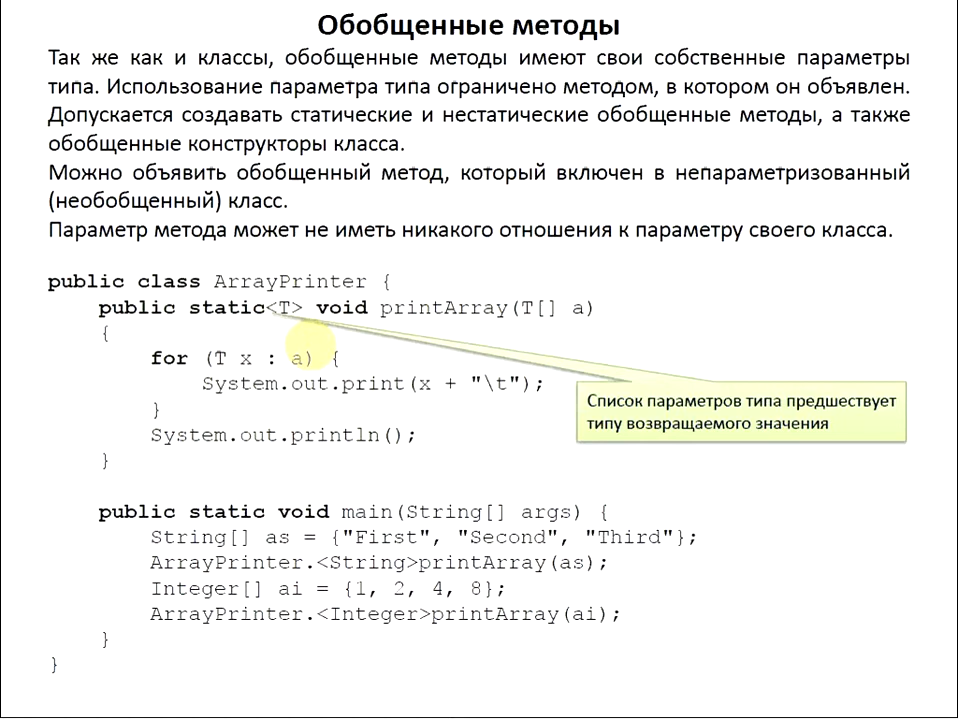 Обобщенные методы
Так же как и классы, обобщенные методы имеют свои собственные параметры
типа. Использование параметра типа ограничено методом, в котором он объявлен.
Допускается создавать статические и нестатические обобщенные методы, а также
обобщенные конструкторы класса.
Можно объявить обобщенный метод, который включен в непараметризованный
(необобщенный) класс.
Параметр метода может не иметь никакого отношения к параметру своего класса.
public class ArrayPrinter {
public static<T> void printArray(T[] a)
{
for (T x : a) {
System.out.print(x + "\t");
}
System.out.println();
}
Список параметров типа предшествует
типу возвращаемого значения
public static void main(String[] args) {
String[] as = {"First", "Second", "Third"};
ArrayPrinter.<String>printArray(as);
Integer[] ai = {1, 2, 4, 8};
ArrayPrinter.<Integer>printArray(ai);
}
}